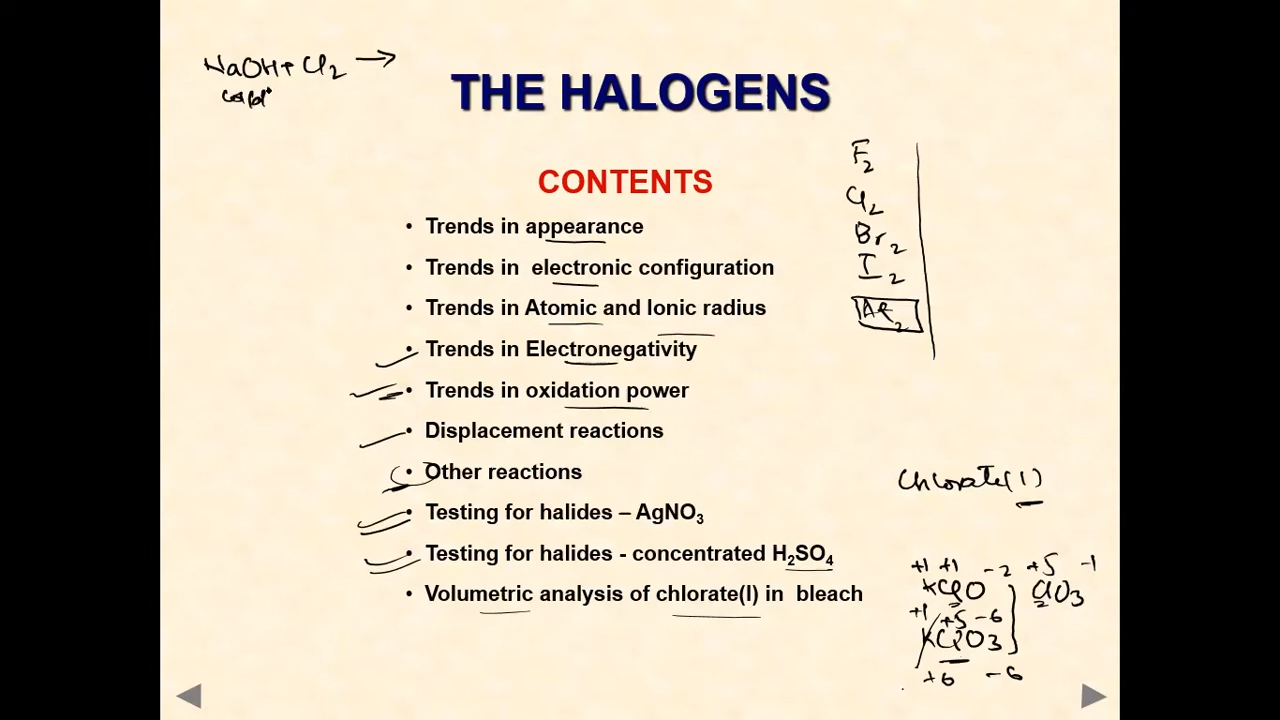 NaOH + Cl2 →
THE HALOGENS
CONTENTS
• Trends in appearance
• Trends in electronic configuration
• Trends in Atomic and Ionic radius
• Trends in Electronegativity
• Trends in oxidation power
• Displacement reactions
• Other reactions
• Testing for halides – AgNO3
• Testing for halides - concentrated H2SO4
• Volumetric analysis of chlorate(I) in bleach
F2
Cl2
Br2
I2
At2
Chlorate(1)
+1 +1 -2 +5 -1
KClO ClO3
+1 +5 -6
KClO3
+6 -6